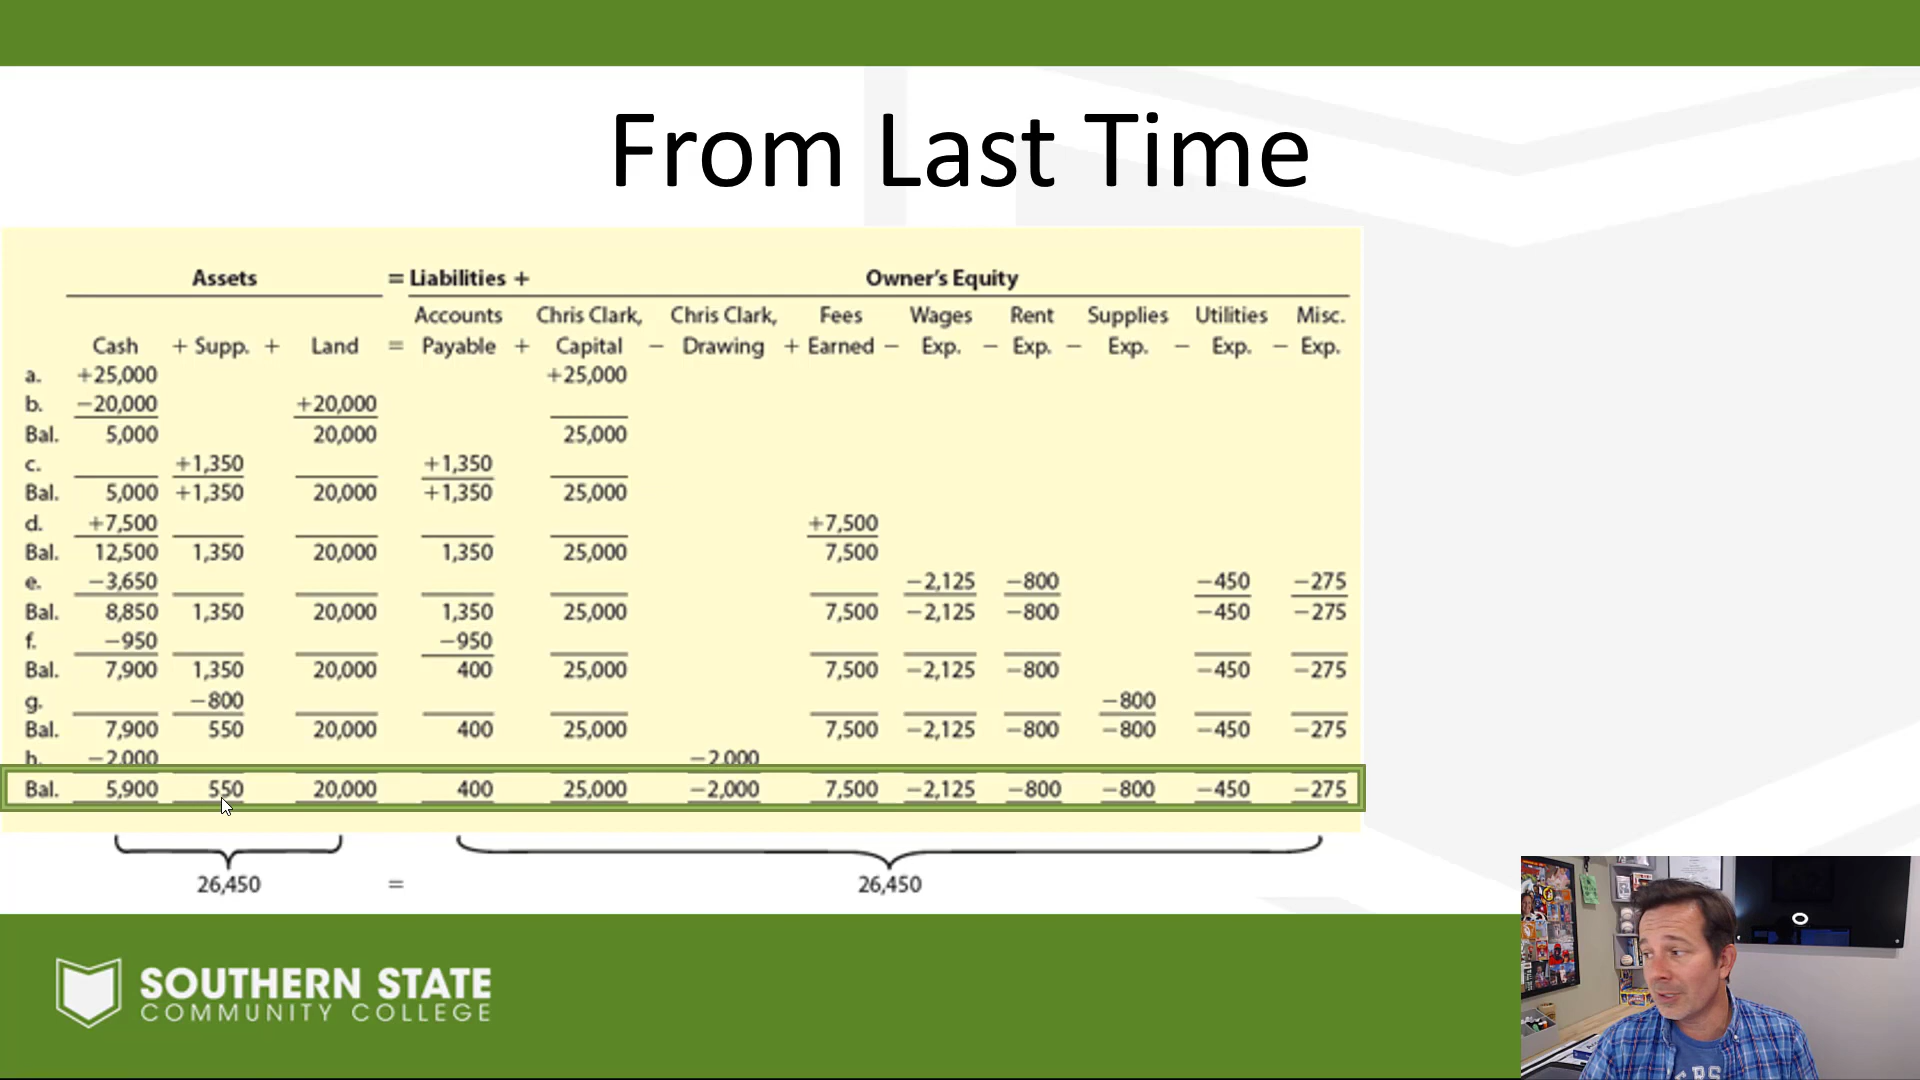 From Last Time
Assets = Liabilities + Owner's Equity
Accounts Chris Clark, Chris Clark, Fees Wages Rent Supplies Utilities Misc.
Cash + Supp. + Land = Payable + Capital − Drawing + Earned − Exp. − Exp. − Exp. − Exp. − Exp.
a. +25,000 +25,000
b. −20,000 +20,000
Bal. 5,000 20,000 25,000
c. +1,350 +1,350
Bal. 5,000 +1,350 20,000 +1,350 25,000
d. +7,500 +7,500
Bal. 12,500 1,350 20,000 1,350 25,000 7,500
e. −3,650 −2,125 −800 −450 −275
Bal. 8,850 1,350 20,000 1,350 25,000 7,500 −2,125 −800 −450 −275
f. −950 −950
Bal. 7,900 1,350 20,000 400 25,000 7,500 −2,125 −800 −450 −275
g. −800 −800
Bal. 7,900 550 20,000 400 25,000 7,500 −2,125 −800 −800 −450 −275
h. −2,000 −2,000
Bal. 5,900 550 20,000 400 25,000 −2,000 7,500 −2,125 −800 −800 −450 −275
26,450 = 26,450
SOUTHERN STATE
COMMUNITY COLLEGE